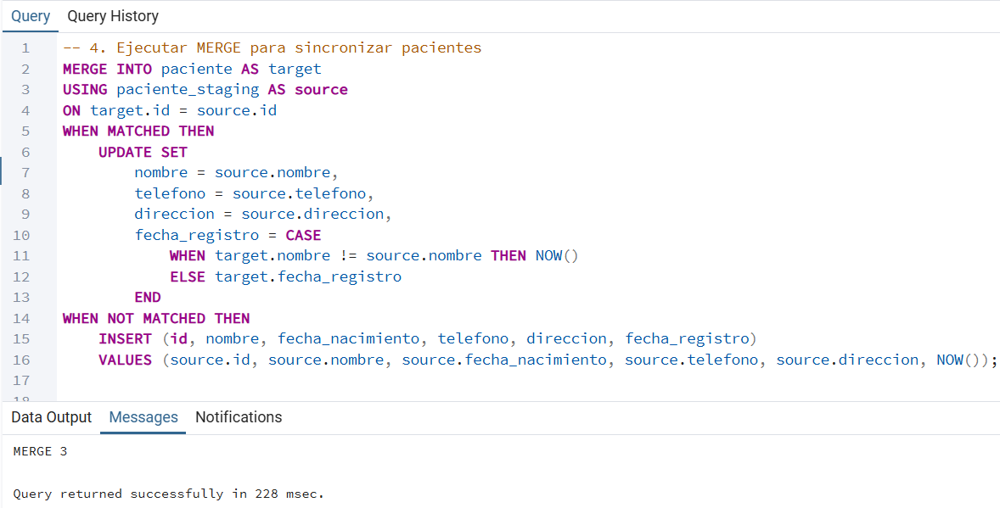 Query Query History
1 -- 4. Ejecutar MERGE para sincronizar pacientes
2 MERGE INTO paciente AS target
3 USING paciente_staging AS source
4 ON target.id = source.id
5 WHEN MATCHED THEN
6 UPDATE SET
7 nombre = source.nombre,
8 telefono = source.telefono,
9 direccion = source.direccion,
10 fecha_registro = CASE
11 WHEN target.nombre != source.nombre THEN NOW()
12 ELSE target.fecha_registro
13 END
14 WHEN NOT MATCHED THEN
15 INSERT (id, nombre, fecha_nacimiento, telefono, direccion, fecha_registro)
16 VALUES (source.id, source.nombre, source.fecha_nacimiento, source.telefono, source.direccion, NOW());
17
18
Data Output Messages Notifications
MERGE 3
Query returned successfully in 228 msec.